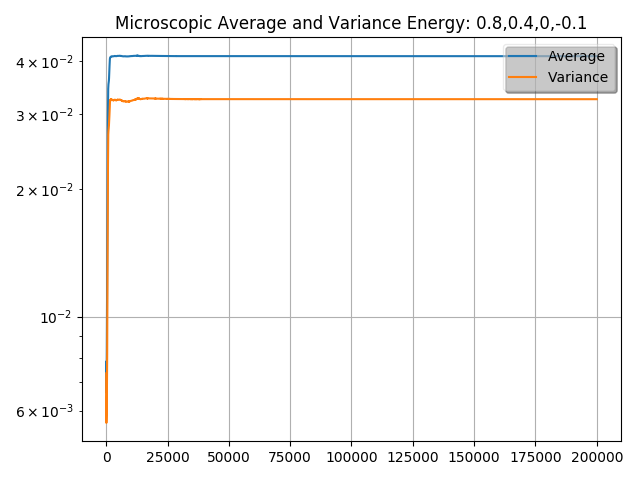 Microscopic Average and Variance Energy: 0.8,0.4,0,-0.1
4 × 10⁻²
3 × 10⁻²
2 × 10⁻²
10⁻²
6 × 10⁻³
Average
Variance
0 25000 50000 75000 100000 125000 150000 175000 200000